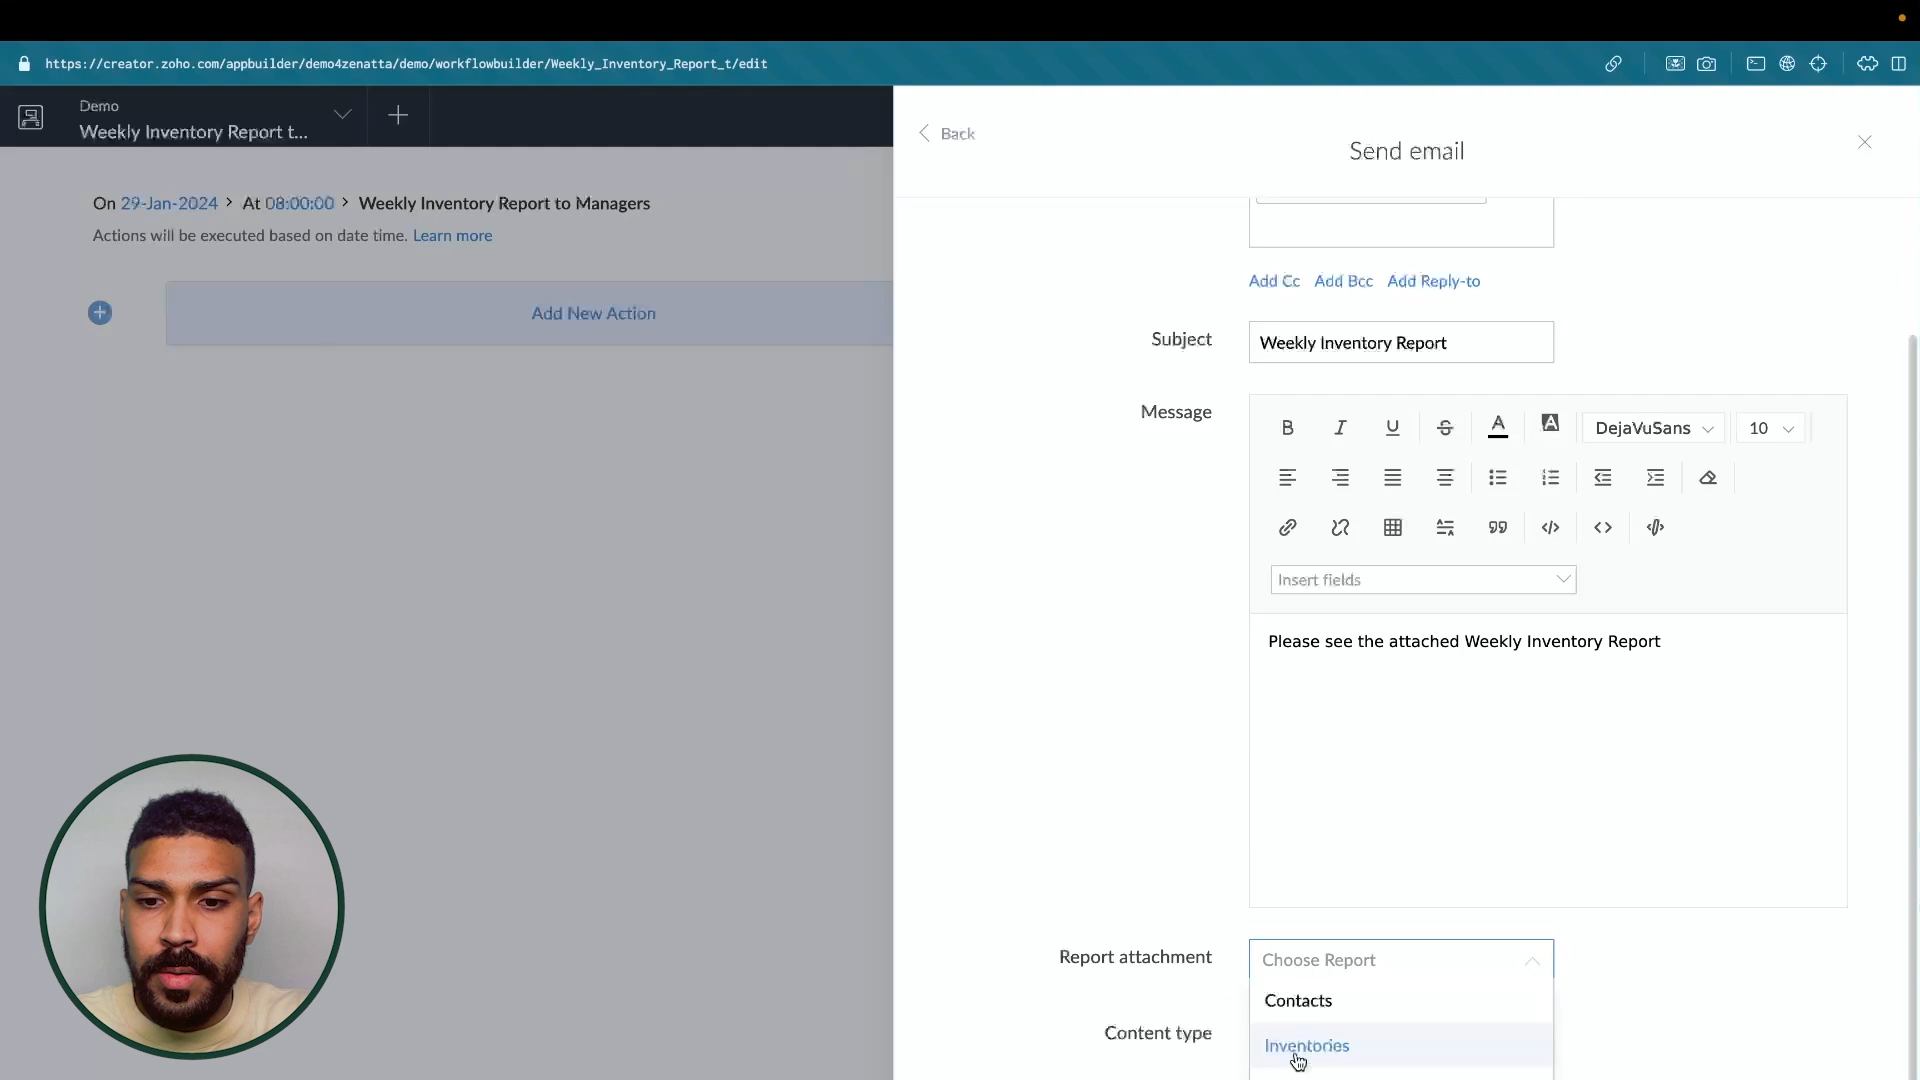 https://creator.zoho.com/appbuilder/demo4zenatta/demo/workflowbuilder/Weekly_Inventory_Report_t/edit
Demo
Weekly Inventory Report t...
Back
Send email
On 29-Jan-2024 > At 08:00:00 > Weekly Inventory Report to Managers
Actions will be executed based on date time. Learn more
Add New Action
Add Cc Add Bcc Add Reply-to
Subject
Weekly Inventory Report
Message
DejaVuSans
10
Insert fields
Please see the attached Weekly Inventory Report
Report attachment
Choose Report
Contacts
Content type
Inventories